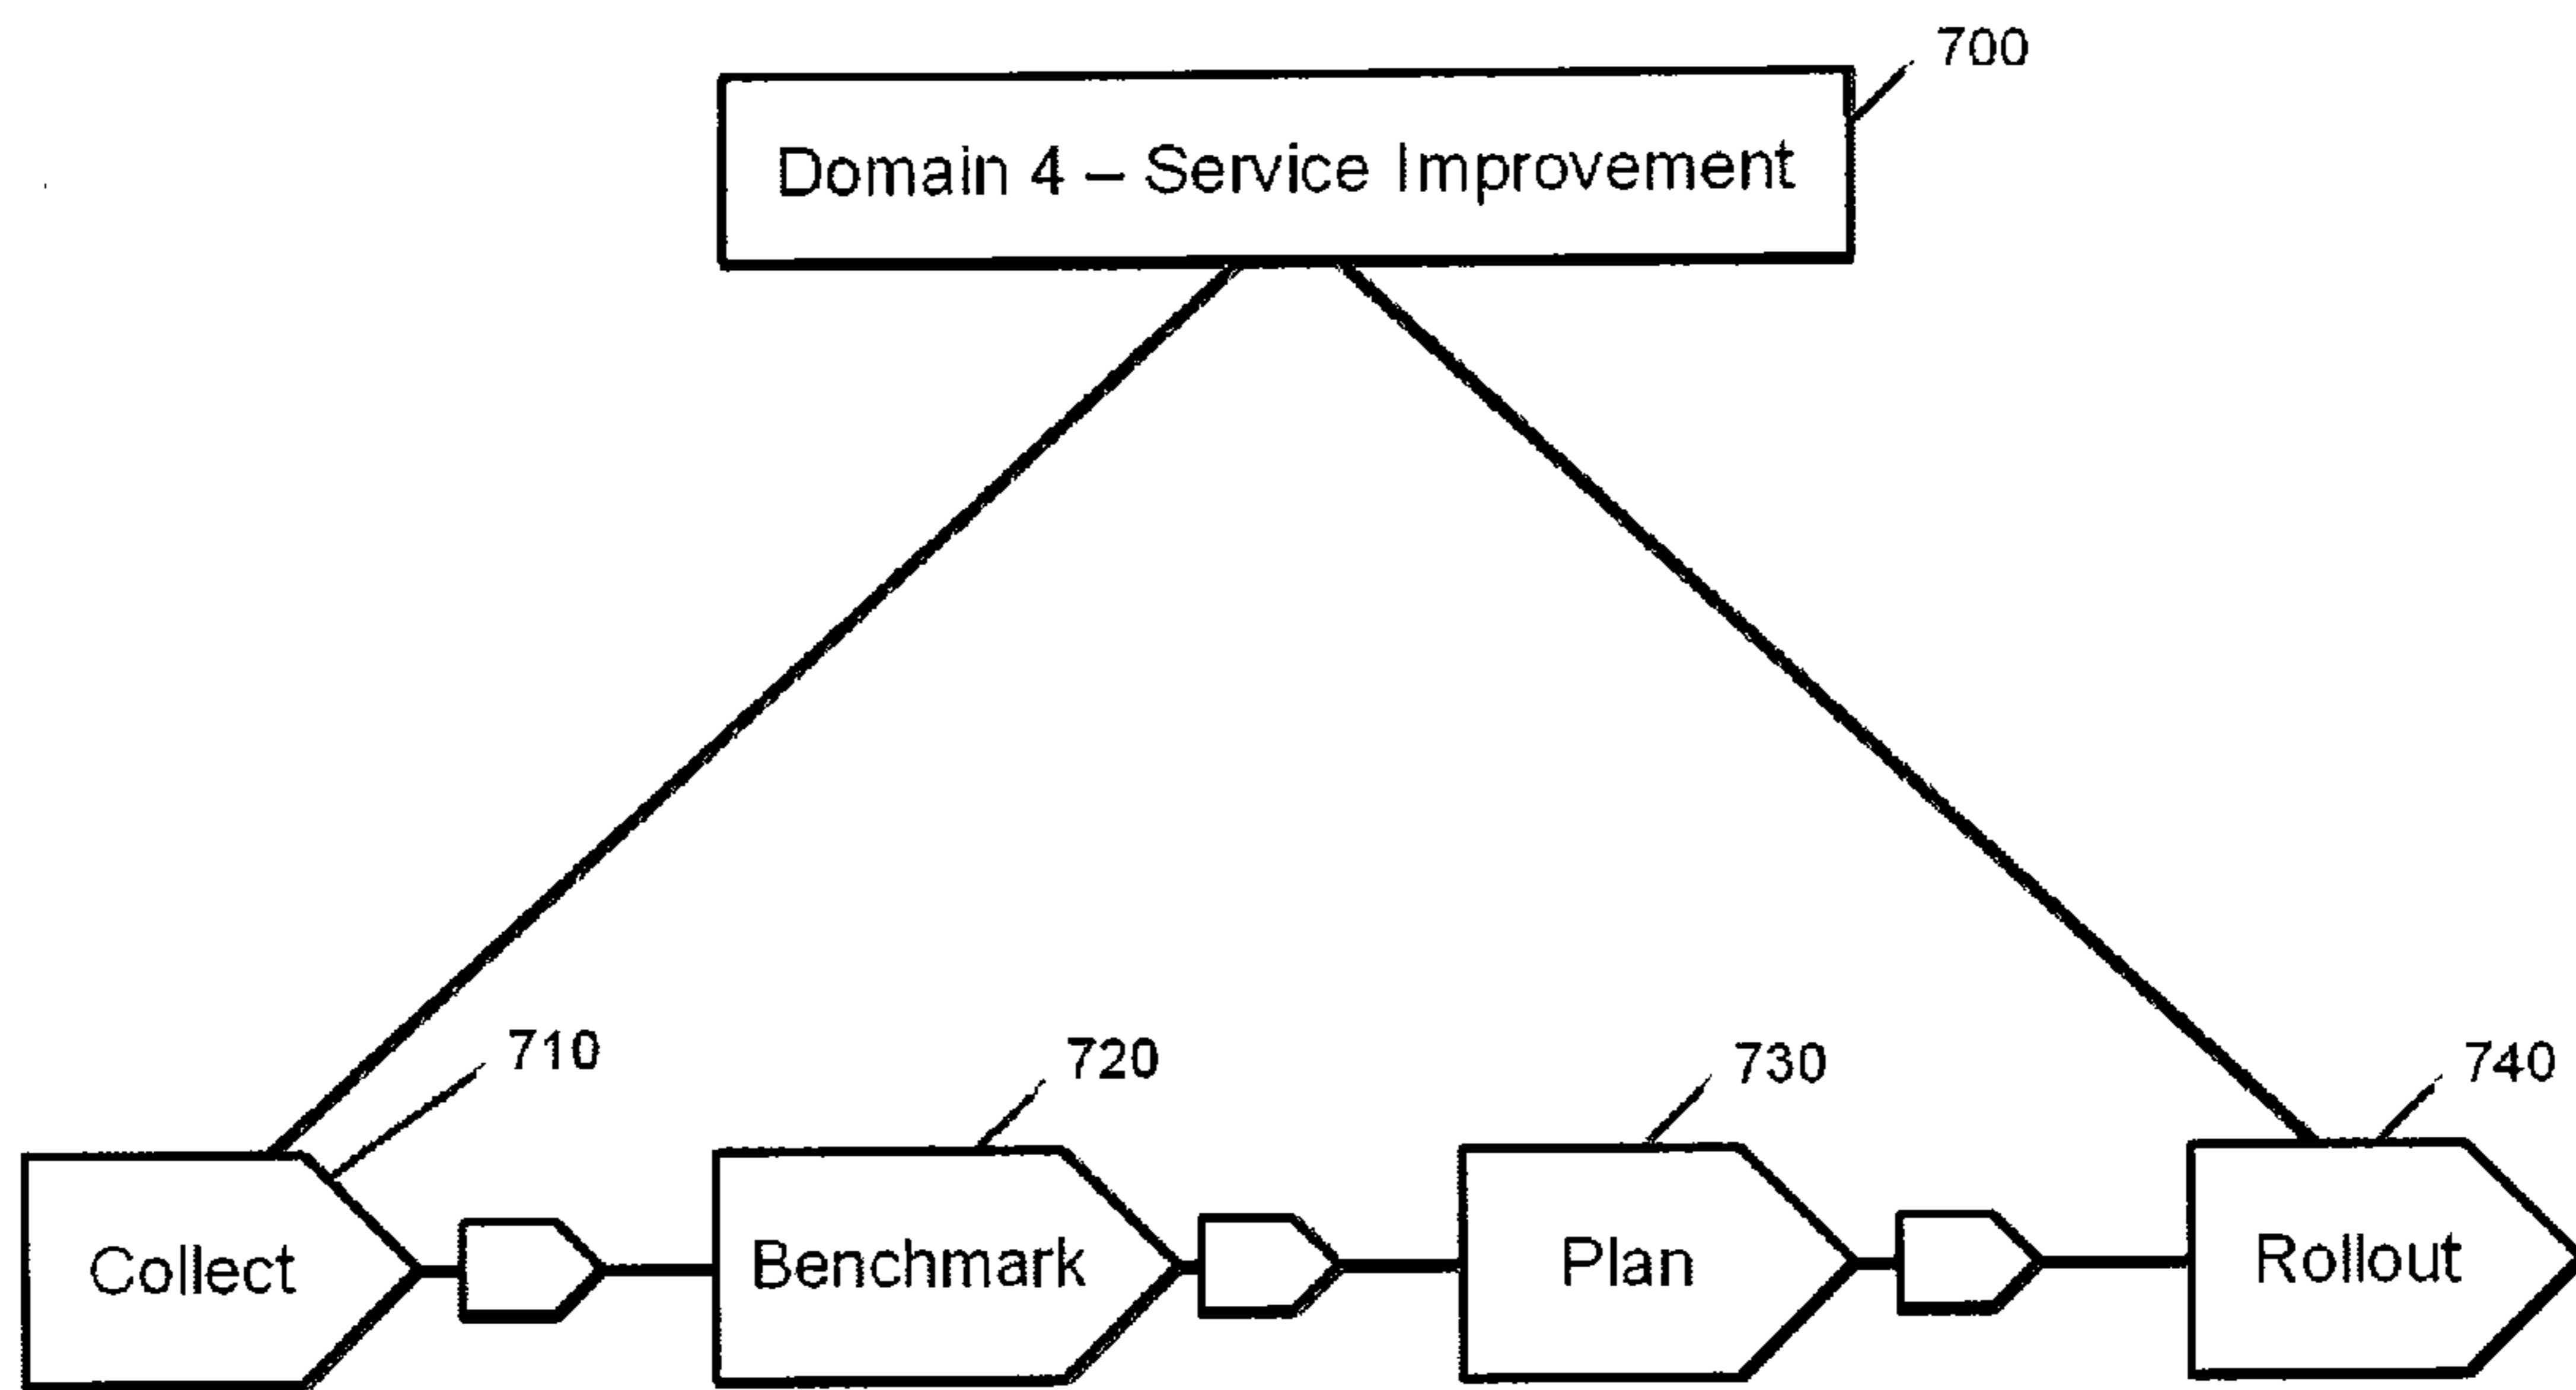 700
Domain 4 – Service Improvement
710
720
730
740
Collect
Benchmark
Plan
Rollout